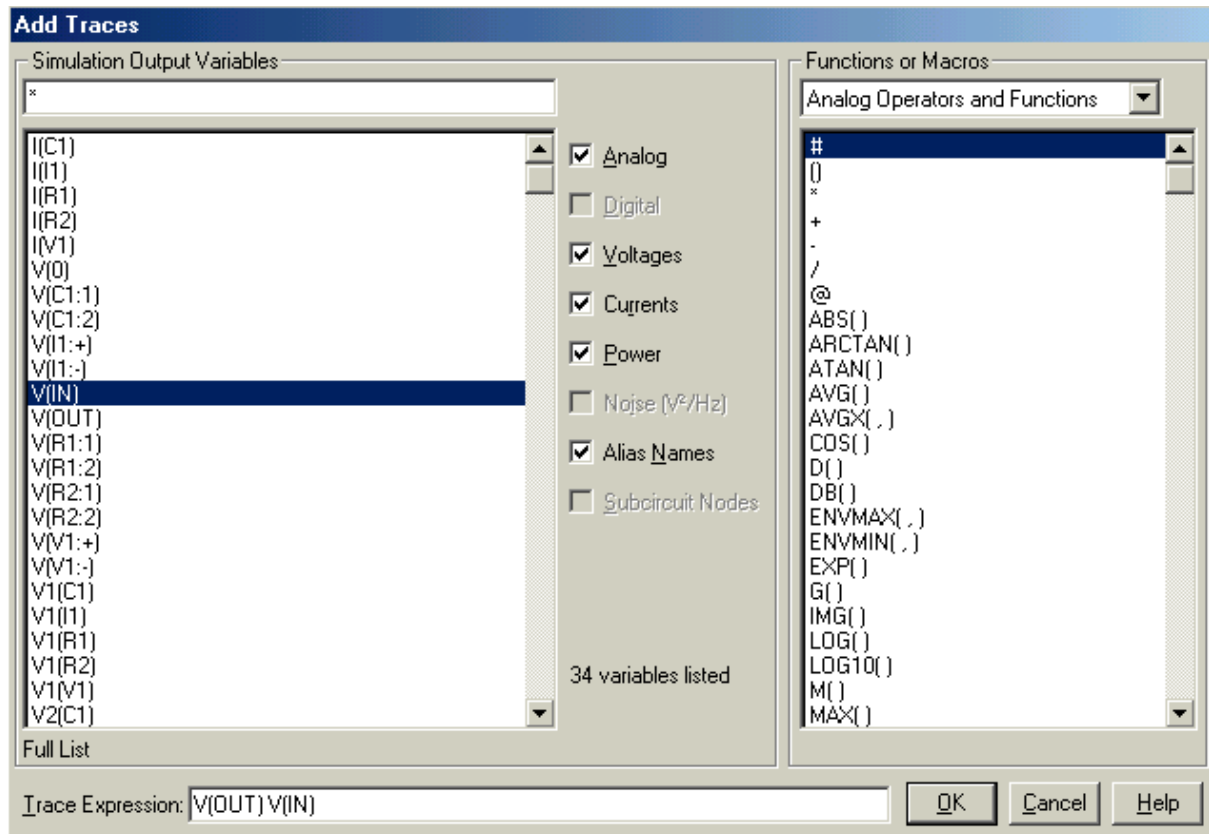 Add Traces
Simulation Output Variables
*
I(C1)
I(I1)
I(R1)
I(R2)
I(V1)
V(0)
V(C1:1)
V(C1:2)
V(I1:+)
V(I1:-)
V(IN)
V(OUT)
V(R1:1)
V(R1:2)
V(R2:1)
V(R2:2)
V(V1:+)
V(V1:-)
V1(C1)
V1(I1)
V1(R1)
V1(R2)
V1(V1)
V2(C1)
Full List
Analog
Digital
Voltages
Currents
Power
Noise (V²/Hz)
Alias Names
Subcircuit Nodes
34 variables listed
Functions or Macros
Analog Operators and Functions
#
()
*
+
-
/
@
ABS( )
ARCTAN( )
ATAN( )
AVG( )
AVGX( , )
COS( )
D( )
DB( )
ENVMAX( , )
ENVMIN( , )
EXP( )
G( )
IMG( )
LOG( )
LOG10( )
M( )
MAX( )
Trace Expression: V(OUT) V(IN)
OK
Cancel
Help